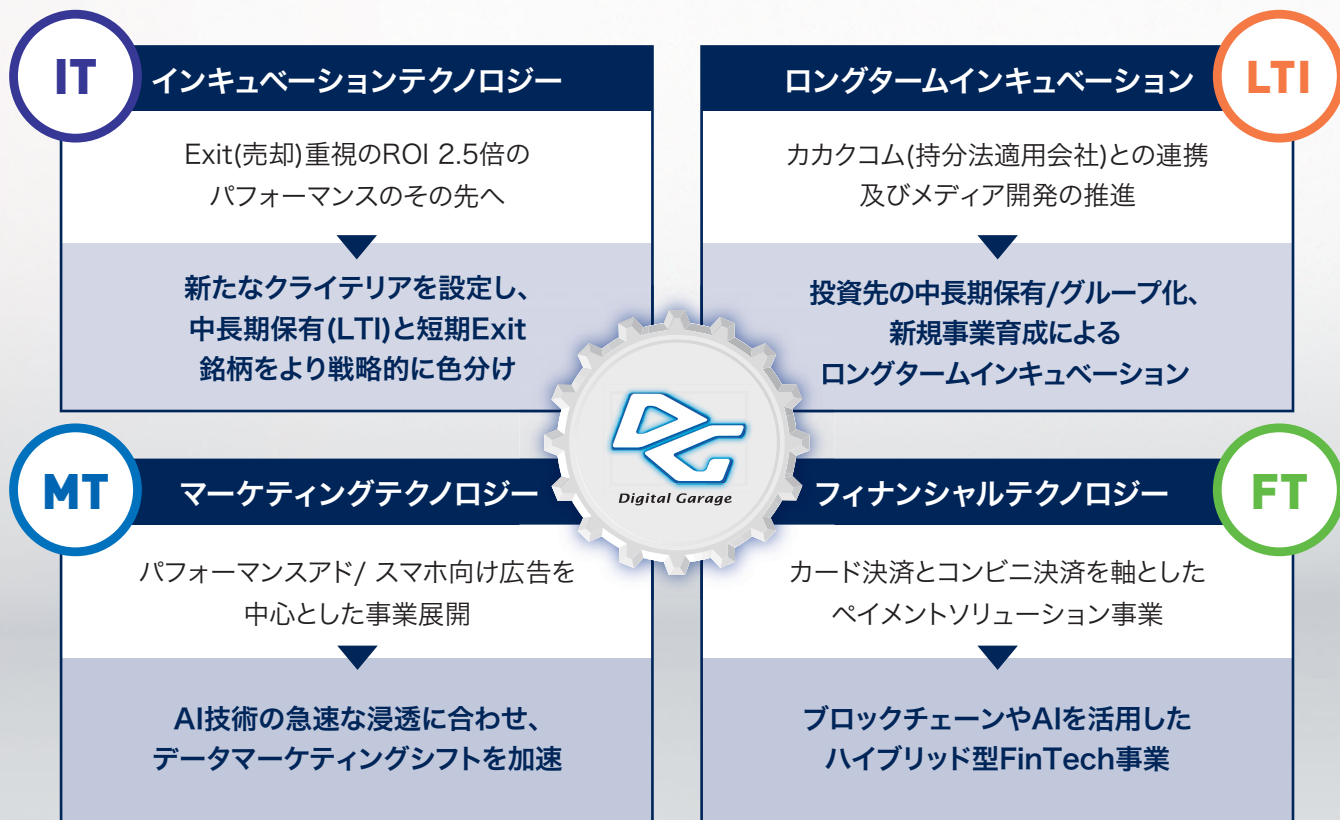 IT
インキュベーションテクノロジー
Exit(売却)重視のROI 2.5倍の
パフォーマンスのその先へ
新たなクライテリアを設定し、
中長期保有(LTI)と短期Exit
銘柄をより戦略的に色分け
ロングタームインキュベーション
LTI
カカクコム(持分法適用会社)との連携
及びメディア開発の推進
投資先の中長期保有/グループ化、
新規事業育成による
ロングタームインキュベーション
DG
Digital Garage
MT
マーケティングテクノロジー
パフォーマンスアド/ スマホ向け広告を
中心とした事業展開
AI技術の急速な浸透に合わせ、
データマーケティングシフトを加速
フィナンシャルテクノロジー
FT
カード決済とコンビニ決済を軸とした
ペイメントソリューション事業
ブロックチェーンやAIを活用した
ハイブリッド型FinTech事業